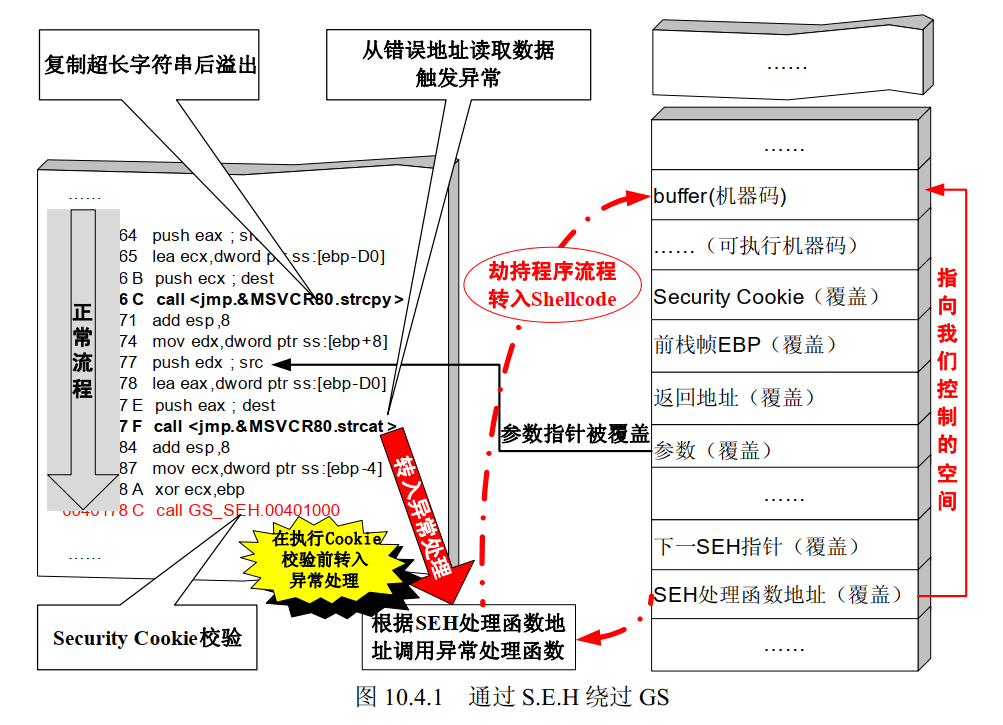 复制超长字符串后溢出
从错误地址读取数据
触发异常
……
64 push eax ; sr
65 lea ecx,dword ptr ss:[ebp-D0]
6 B push ecx ; dest
6 C call <jmp.&MSVCR80.strcpy>
71 add esp,8
74 mov edx,dword ptr ss:[ebp+8]
77 push edx ; src
78 lea eax,dword ptr ss:[ebp-D0]
7 E push eax ; dest
7 F call <jmp.&MSVCR80.strcat>
84 add esp,8
87 mov ecx,dword ptr ss:[ebp-4]
8 A xor ecx,ebp
0040178 C call GS_SEH.00401000
……
正常流程
在执行Cookie
校验前转入
异常处理
转入异常处理
Security Cookie校验
根据SEH处理函数地
址调用异常处理函数
劫持程序流程
转入Shellcode
参数指针被覆盖
……
……
buffer(机器码)
……（可执行机器码）
Security Cookie（覆盖）
前栈帧EBP（覆盖）
返回地址（覆盖）
参数（覆盖）
……
下一SEH指针（覆盖）
SEH处理函数地址（覆盖）
……
指向我们控制的空间
图 10.4.1 通过 S.E.H 绕过 GS